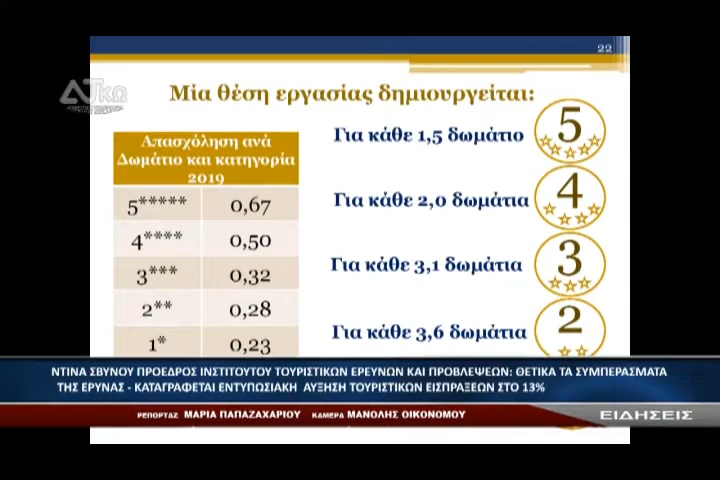 22
ΔΤΚΩ
Μία θέση εργασίας δημιουργείται:
Απασχόληση ανά
Δωμάτιο και κατηγορία
2019
5***** 0,67
4**** 0,50
3*** 0,32
2** 0,28
1* 0,23
Για κάθε 1,5 δωμάτιο 5
Για κάθε 2,0 δωμάτια 4
Για κάθε 3,1 δωμάτια 3
Για κάθε 3,6 δωμάτια 2
ΝΤΙΝΑ ΣΒΥΝΟΥ ΠΡΟΕΔΡΟΣ ΙΝΣΤΙΤΟΥΤΟΥ ΤΟΥΡΙΣΤΙΚΩΝ ΕΡΕΥΝΩΝ ΚΑΙ ΠΡΟΒΛΕΨΕΩΝ: ΘΕΤΙΚΑ ΤΑ ΣΥΜΠΕΡΑΣΜΑΤΑ
ΤΗΣ ΕΡΥΝΑΣ - ΚΑΤΑΓΡΑΦΕΤΑΙ ΕΝΤΥΠΩΣΙΑΚΗ ΑΥΞΗΣΗ ΤΟΥΡΙΣΤΙΚΩΝ ΕΙΣΠΡΑΞΕΩΝ ΣΤΟ 13%
ΡΕΠΟΡΤΑΖ ΜΑΡΙΑ ΠΑΠΑΖΑΧΑΡΙΟΥ ΚΑΜΕΡΑ ΜΑΝΟΛΗΣ ΟΙΚΟΝΟΜΟΥ
ΕΙΔΗΣΕΙΣ